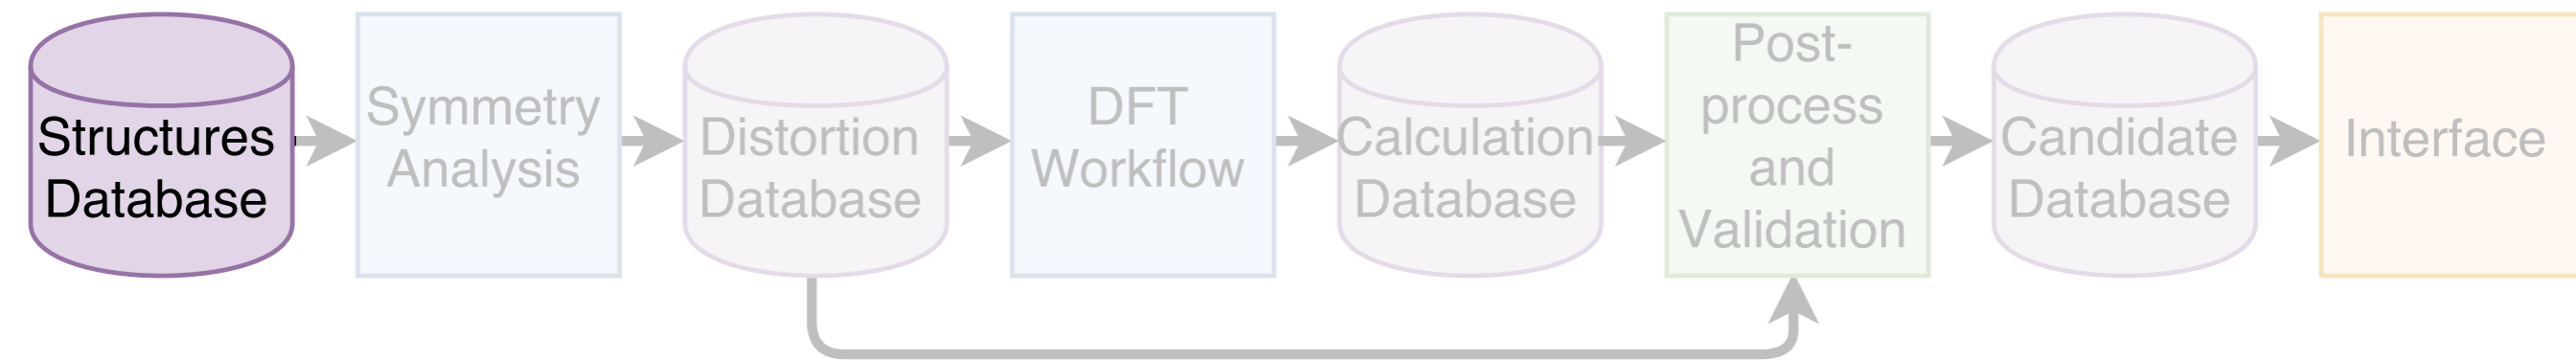 Structures
Database
Symmetry
Analysis
Distortion
Database
DFT
Workflow
Calculation
Database
Post-
process
and
Validation
Candidate
Database
Interface